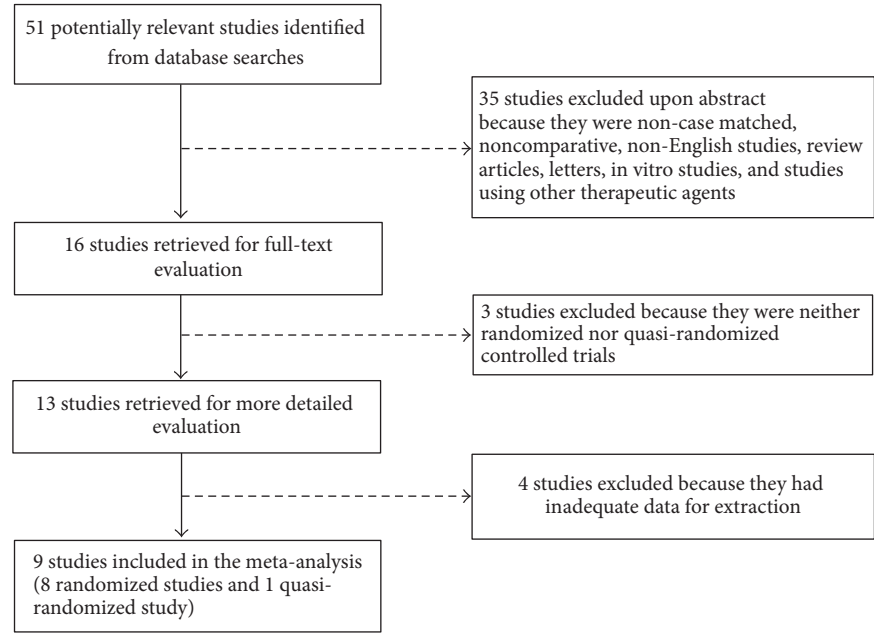 51 potentially relevant studies identified
from database searches
35 studies excluded upon abstract
because they were non-case matched,
noncomparative, non-English studies, review
articles, letters, in vitro studies, and studies
using other therapeutic agents
16 studies retrieved for full-text
evaluation
3 studies excluded because they were neither
randomized nor quasi-randomized
controlled trials
13 studies retrieved for more detailed
evaluation
4 studies excluded because they had
inadequate data for extraction
9 studies included in the meta-analysis
(8 randomized studies and 1 quasi-
randomized study)